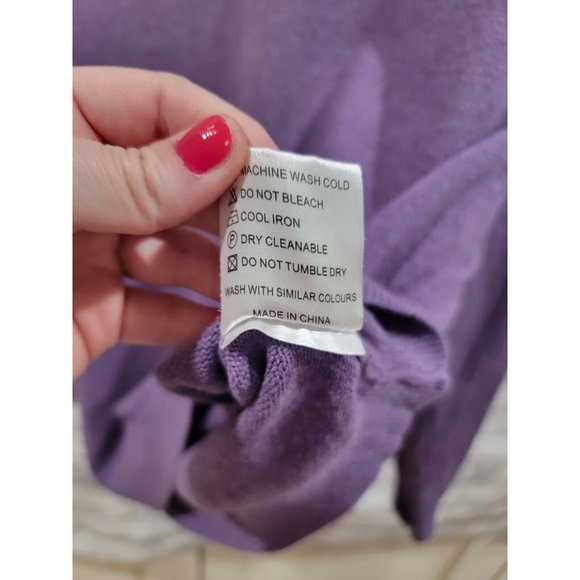 MACHINE WASH COLD
DO NOT BLEACH
COOL IRON
P DRY CLEANABLE
DO NOT TUMBLE DRY
WASH WITH SIMILAR COLOURS
MADE IN CHINA